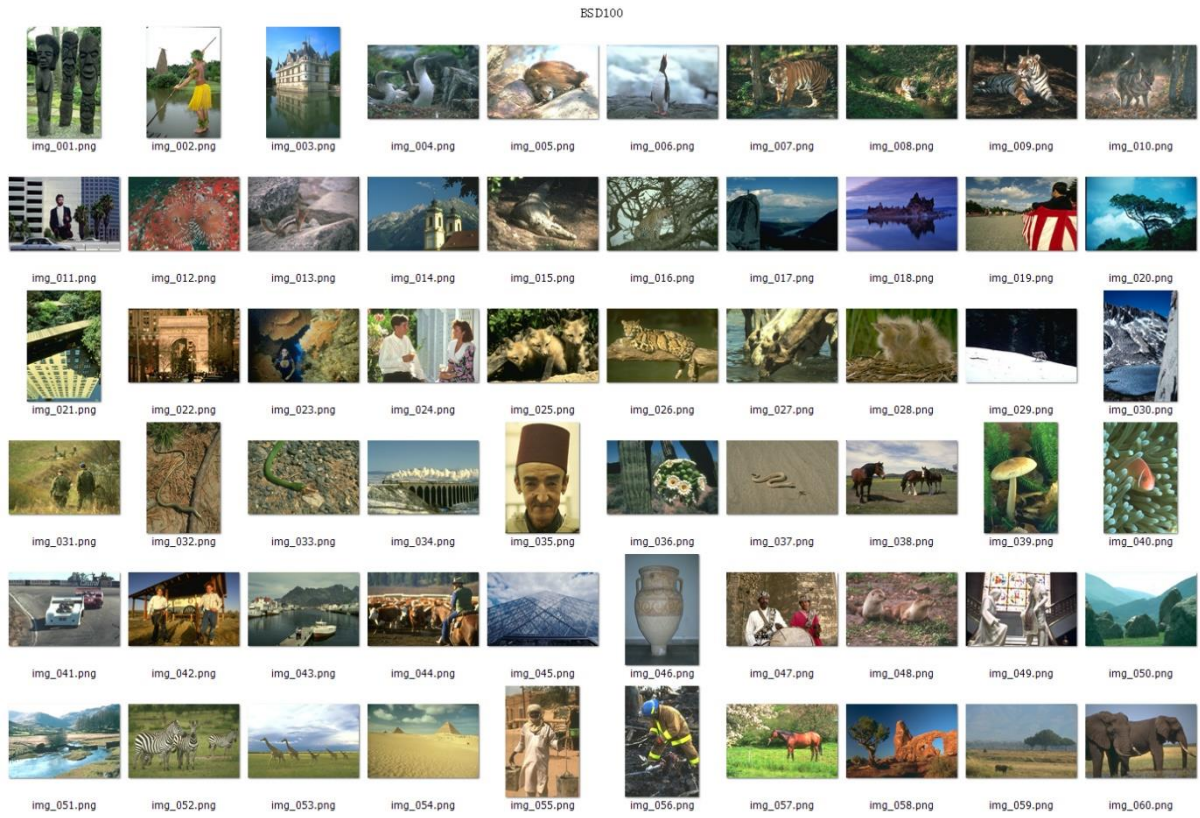 BSD100
img_001.png img_002.png img_003.png img_004.png img_005.png img_006.png img_007.png img_008.png img_009.png img_010.png
img_011.png img_012.png img_013.png img_014.png img_015.png img_016.png img_017.png img_018.png img_019.png img_020.png
img_021.png img_022.png img_023.png img_024.png img_025.png img_026.png img_027.png img_028.png img_029.png img_030.png
img_031.png img_032.png img_033.png img_034.png img_035.png img_036.png img_037.png img_038.png img_039.png img_040.png
img_041.png img_042.png img_043.png img_044.png img_045.png img_046.png img_047.png img_048.png img_049.png img_050.png
img_051.png img_052.png img_053.png img_054.png img_055.png img_056.png img_057.png img_058.png img_059.png img_060.png